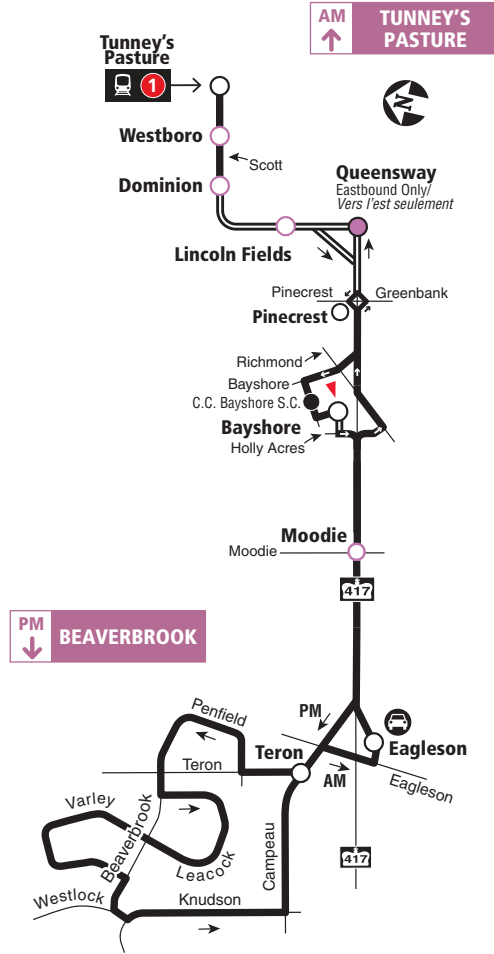 AM
TUNNEY'S
PASTURE
Tunney's
Pasture
1
N
Westboro
Scott
Dominion
Queensway
Eastbound Only/
Vers l'est seulement
Lincoln Fields
Pinecrest
Greenbank
Pinecrest
Richmond
Bayshore
C.C. Bayshore S.C.
Bayshore
Holly Acres
Moodie
Moodie
417
PM
BEAVERBROOK
Penfield
PM
Teron
Teron
Eagleson
AM
Eagleson
Varley
Beaverbrook
Leacock
Campeau
417
Westlock
Knudson